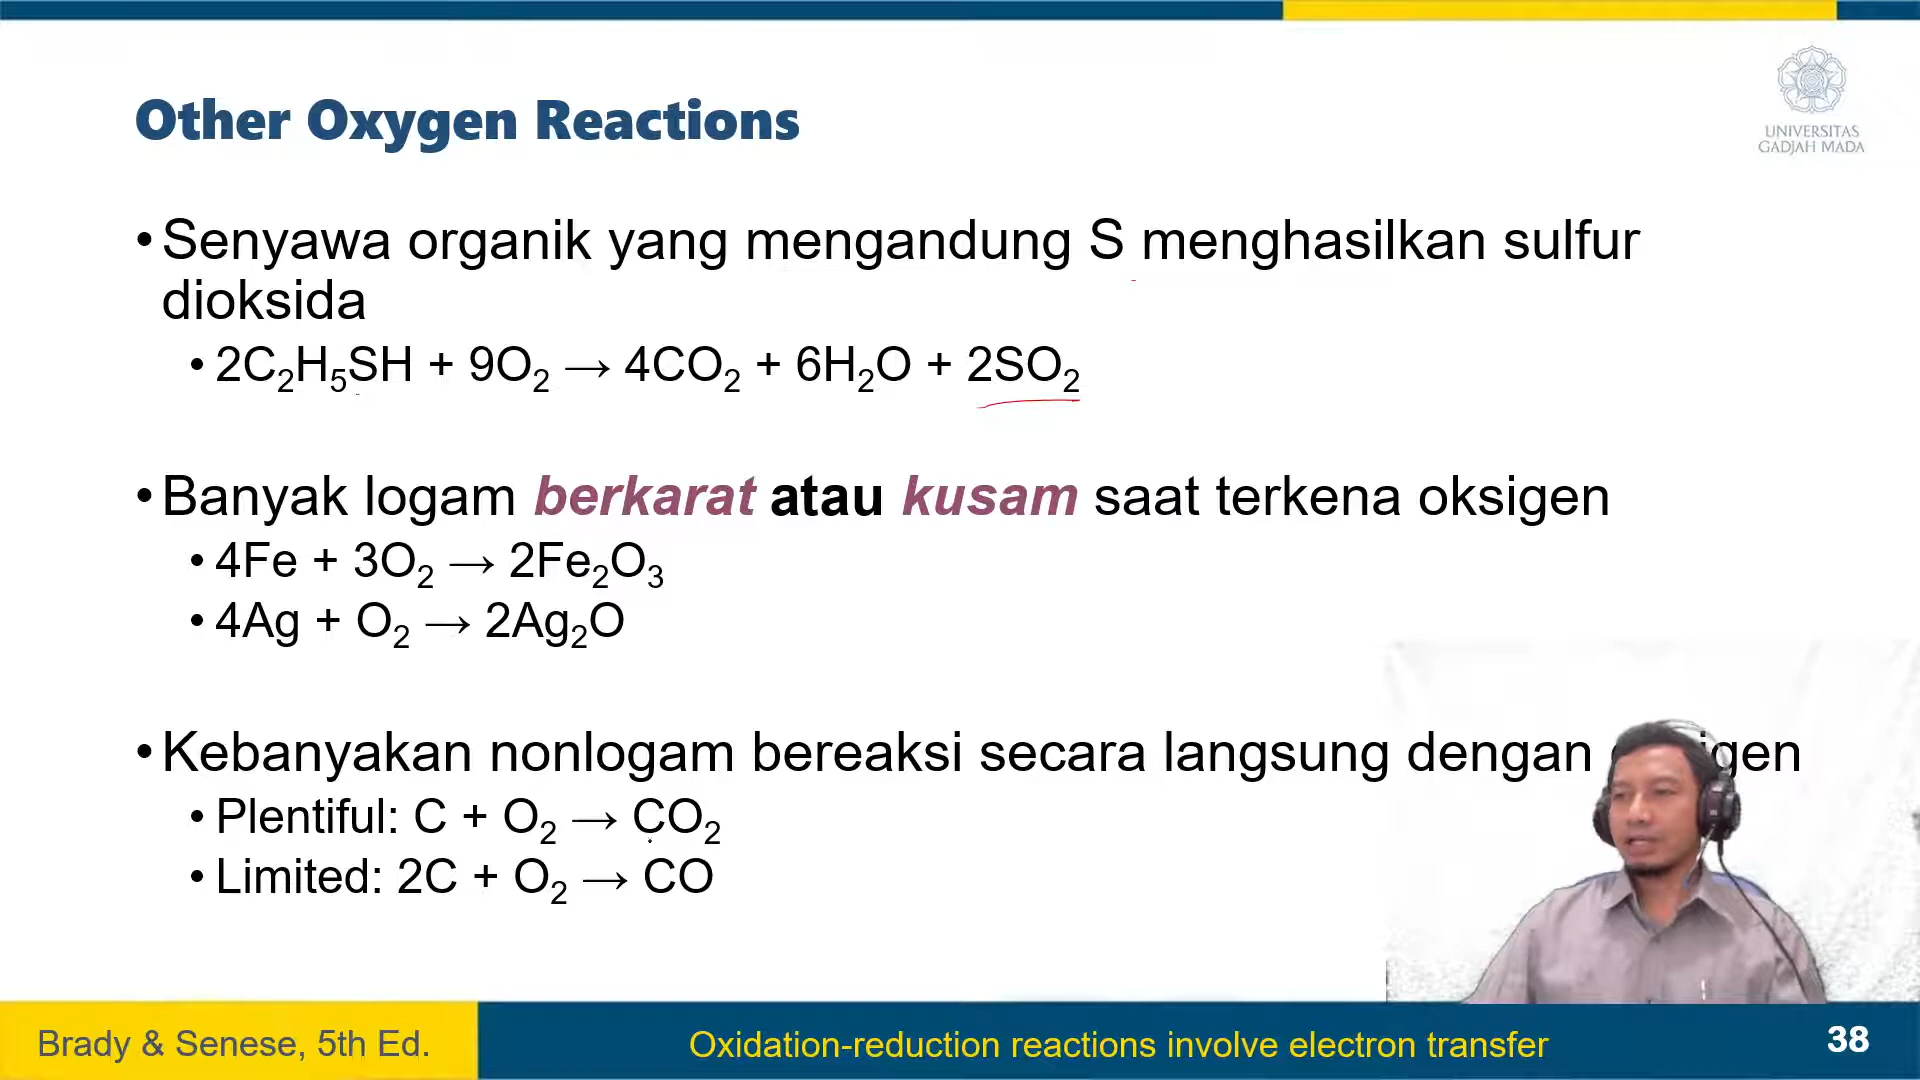 Other Oxygen Reactions
UNIVERSITAS
GADJAH MADA
•Senyawa organik yang mengandung S menghasilkan sulfur
dioksida
•2C₂H₅SH + 9O₂ → 4CO₂ + 6H₂O + 2SO₂
•Banyak logam berkarat atau kusam saat terkena oksigen
•4Fe + 3O₂ → 2Fe₂O₃
•4Ag + O₂ → 2Ag₂O
•Kebanyakan nonlogam bereaksi secara langsung dengan
•Plentiful: C + O₂ → CO₂
•Limited: 2C + O₂ → CO
Brady & Senese, 5th Ed.
Oxidation-reduction reactions involve electron transfer
38